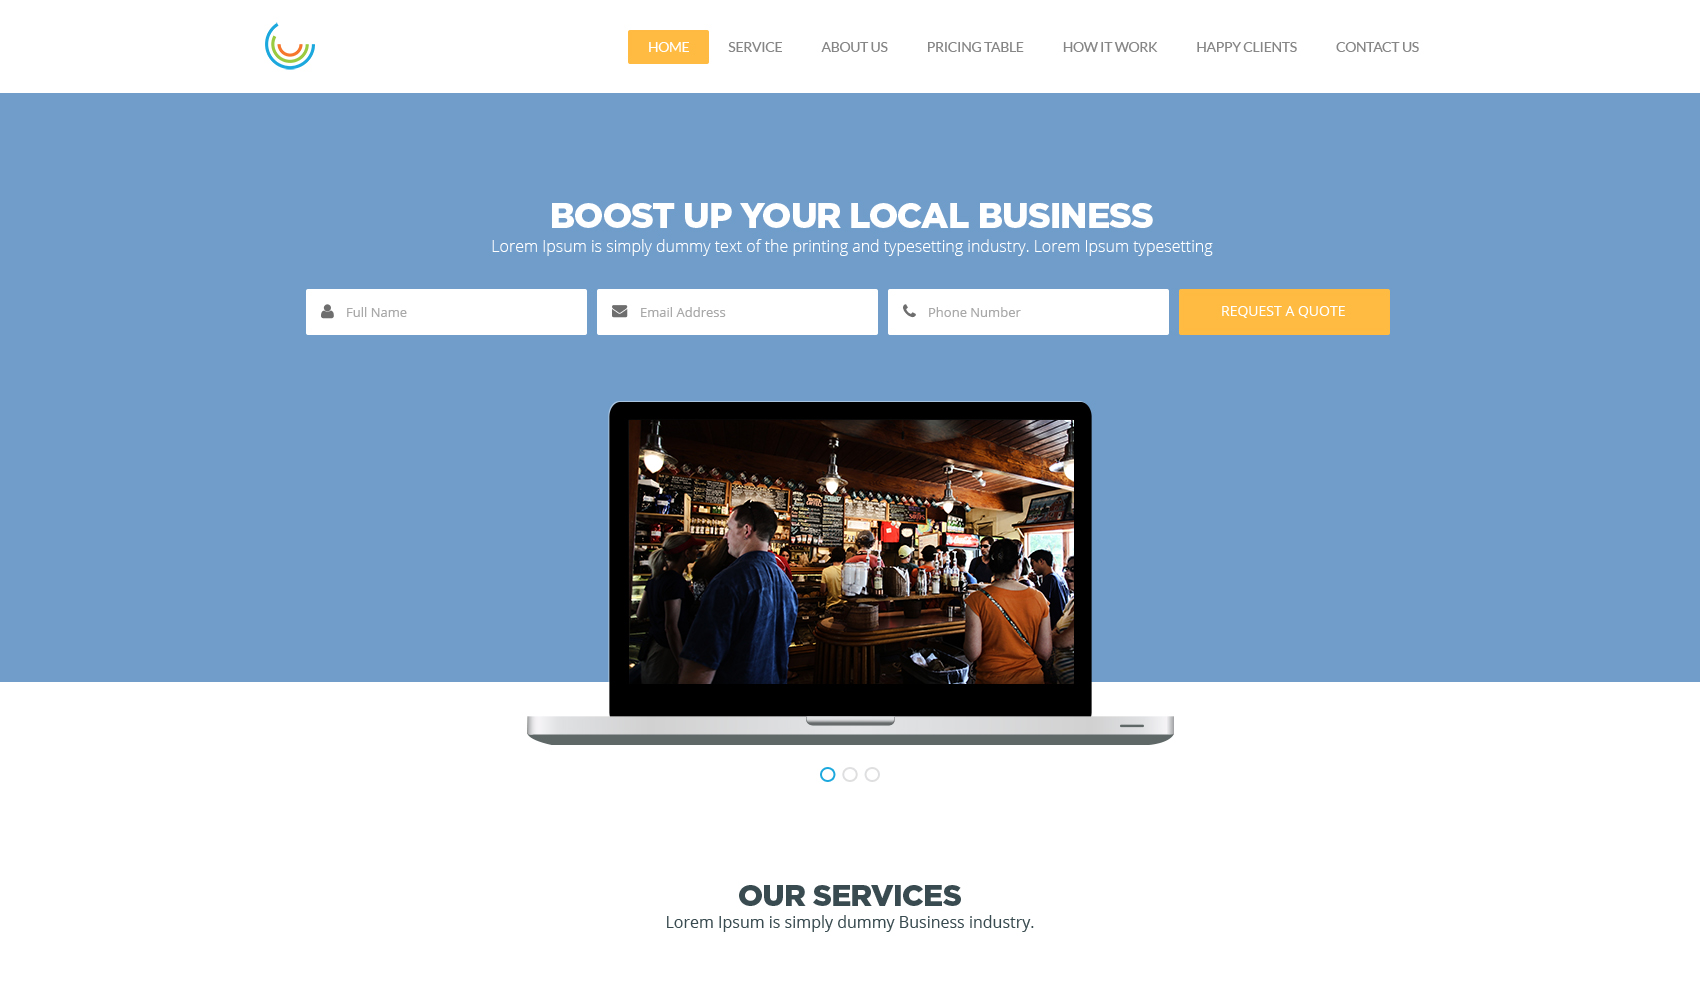 HOME
SERVICE
ABOUT US
PRICING TABLE
HOW IT WORK
HAPPY CLIENTS
CONTACT US
BOOST UP YOUR LOCAL BUSINESS
Lorem Ipsum is simply dummy text of the printing and typesetting industry. Lorem Ipsum typesetting
Full Name
Email Address
Phone Number
REQUEST A QUOTE
OUR SERVICES
Lorem Ipsum is simply dummy Business industry.